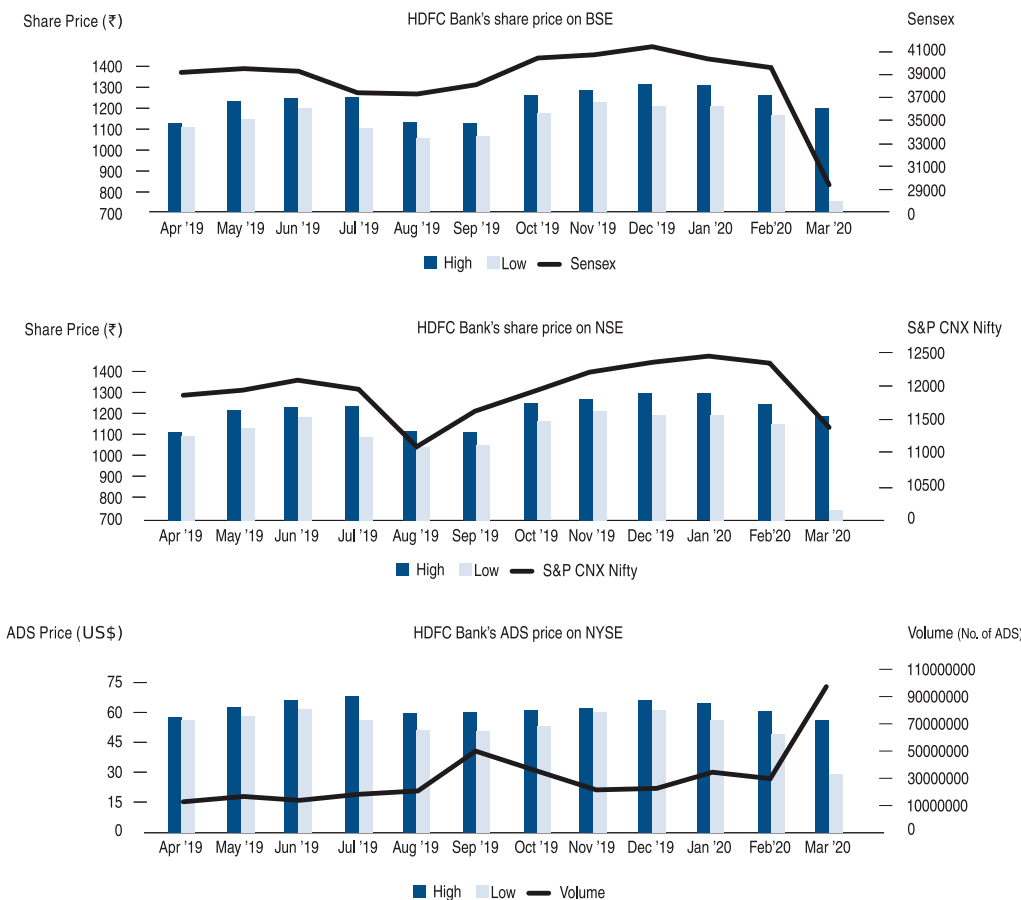 Share Price (₹)
HDFC Bank's share price on BSE
Sensex
1400
1300
1200
1100
1000
900
800
700
41000
39000
37000
35000
33000
31000
29000
0
Apr '19 May '19 Jun '19 Jul '19 Aug '19 Sep '19 Oct '19 Nov '19 Dec '19 Jan '20 Feb'20 Mar '20
High Low Sensex
Share Price (₹)
HDFC Bank's share price on NSE
S&P CNX Nifty
1400
1300
1200
1100
1000
900
800
700
12500
12000
11500
11000
10500
0
Apr '19 May '19 Jun '19 Jul '19 Aug '19 Sep '19 Oct '19 Nov '19 Dec '19 Jan '20 Feb'20 Mar '20
High Low S&P CNX Nifty
ADS Price (US$)
HDFC Bank's ADS price on NYSE
Volume (No. of ADS)
75
60
45
30
15
0
110000000
90000000
70000000
50000000
30000000
10000000
0
Apr '19 May '19 Jun '19 Jul '19 Aug '19 Sep '19 Oct '19 Nov '19 Dec '19 Jan '20 Feb'20 Mar '20
High Low Volume